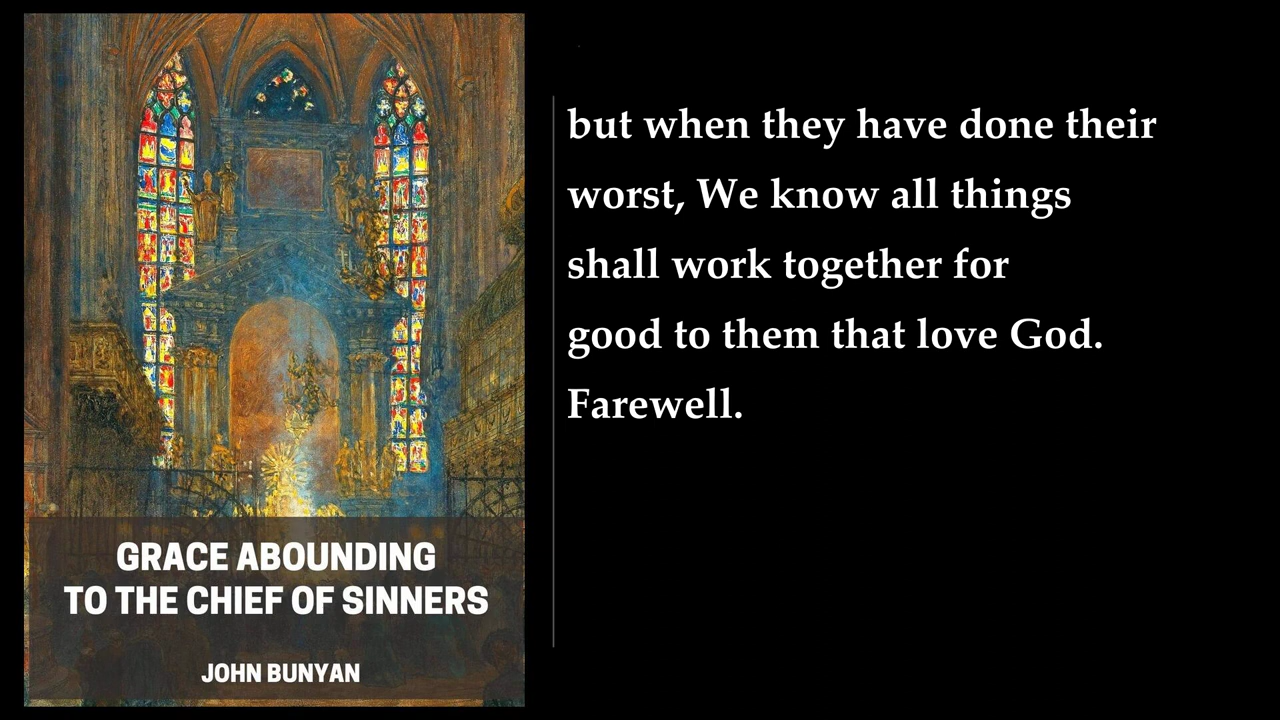 but when they have done their
worst, We know all things
shall work together for
good to them that love God.
Farewell.
GRACE ABOUNDING
TO THE CHIEF OF SINNERS
JOHN BUNYAN